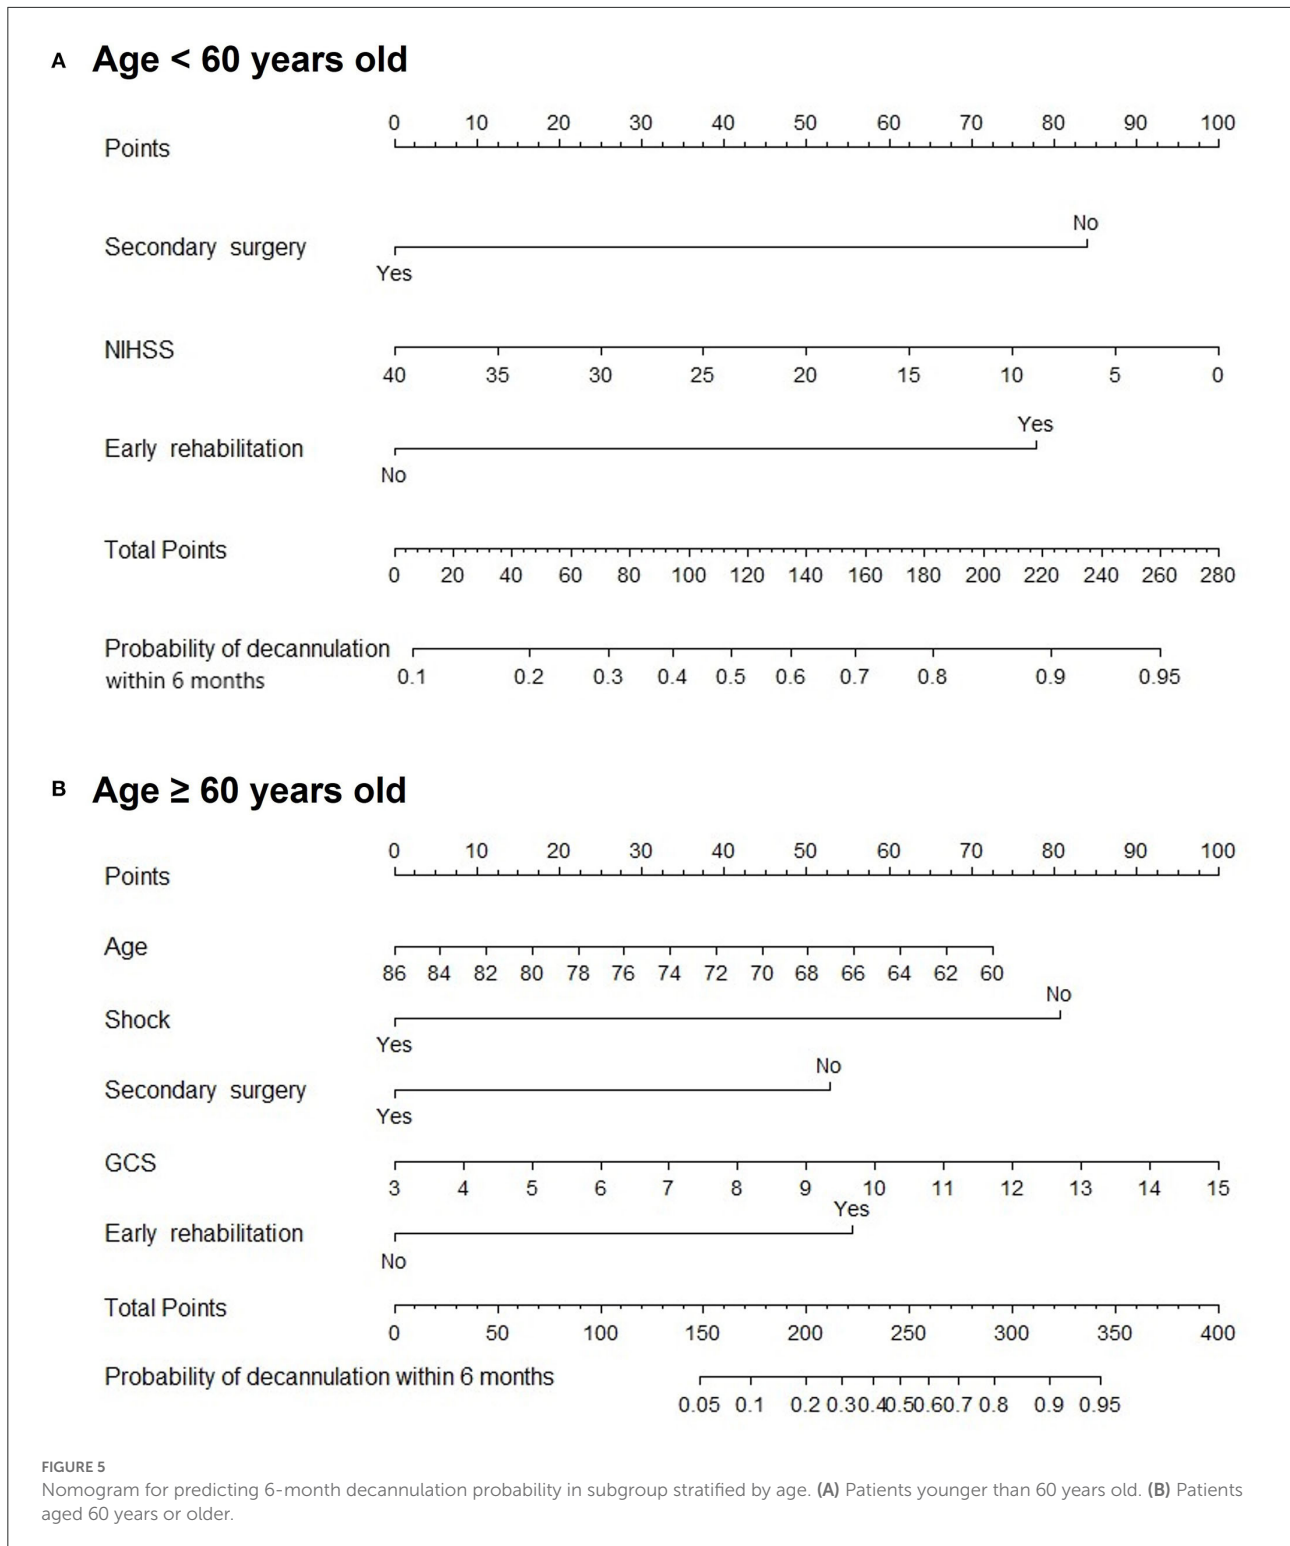 A Age < 60 years old
0 10 20 30 40 50 60 70 80 90 100
Points
No
Secondary surgery
Yes
NIHSS
40 35 30 25 20 15 10 5 0
Yes
Early rehabilitation
No
Total Points
0 20 40 60 80 100 120 140 160 180 200 220 240 260 280
Probability of decannulation
within 6 months
0.1 0.2 0.3 0.4 0.5 0.6 0.7 0.8 0.9 0.95
B Age ≥ 60 years old
0 10 20 30 40 50 60 70 80 90 100
Points
Age
86 84 82 80 78 76 74 72 70 68 66 64 62 60
No
Shock
Yes
No
Secondary surgery
Yes
GCS
3 4 5 6 7 8 9 10 11 12 13 14 15
Yes
Early rehabilitation
No
Total Points
0 50 100 150 200 250 300 350 400
Probability of decannulation within 6 months
0.05 0.1 0.2 0.3 0.4 0.5 0.6 0.7 0.8 0.9 0.95
FIGURE 5
Nomogram for predicting 6-month decannulation probability in subgroup stratified by age. (A) Patients younger than 60 years old. (B) Patients
aged 60 years or older.